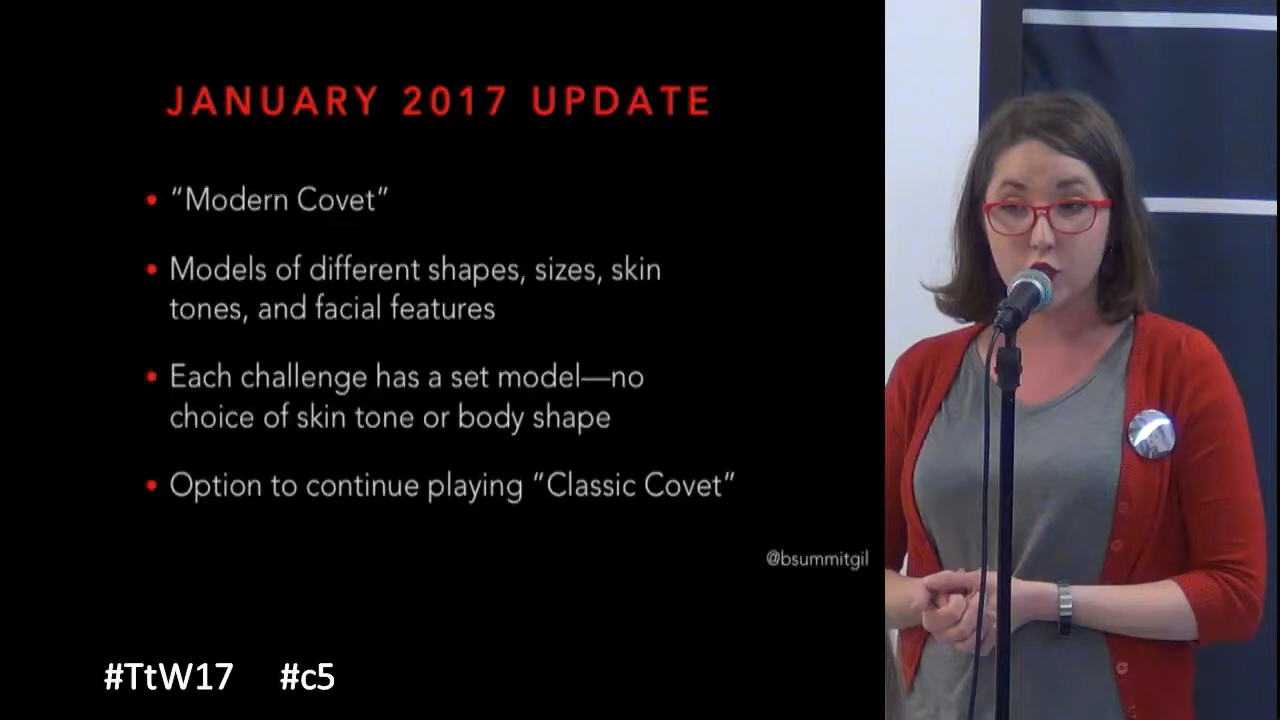 JANUARY 2017 UPDATE
• “Modern Covet”
• Models of different shapes, sizes, skin
tones, and facial features
• Each challenge has a set model—no
choice of skin tone or body shape
• Option to continue playing “Classic Covet”
@bsummitgil
#TtW17 #c5